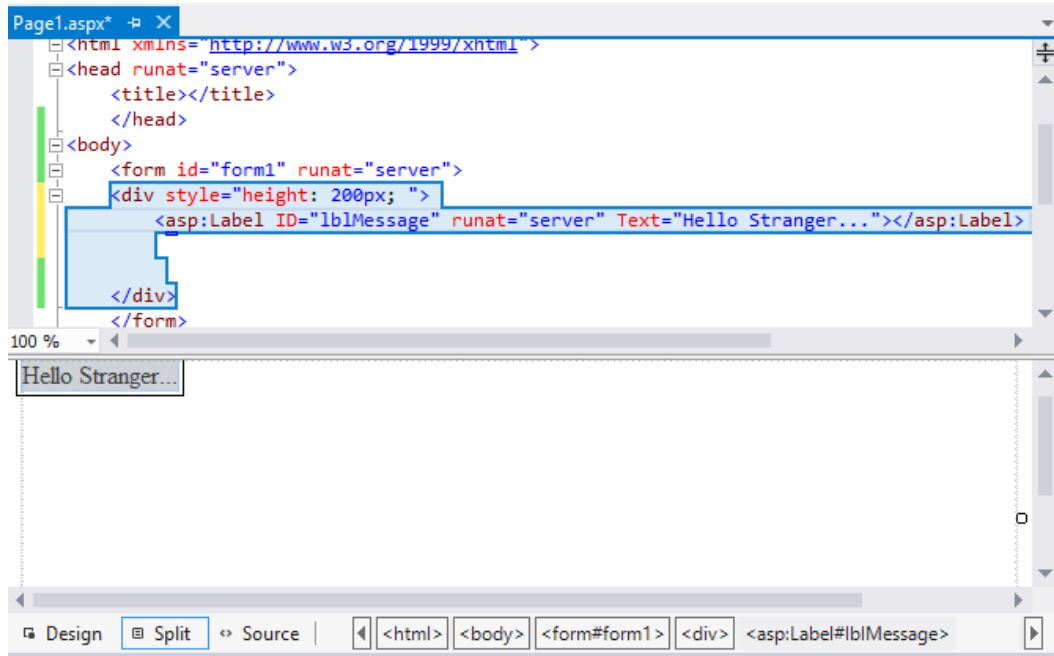 Page1.aspx*
<html xmlns="http://www.w3.org/1999/xhtml">
<head runat="server">
<title></title>
</head>
<body>
<form id="form1" runat="server">
<div style="height: 200px; ">
<asp:Label ID="lblMessage" runat="server" Text="Hello Stranger..."></asp:Label>
</div>
</form>
100 %
Hello Stranger...
Design Split Source <html> <body> <form#form1> <div> <asp:Label#lblMessage>